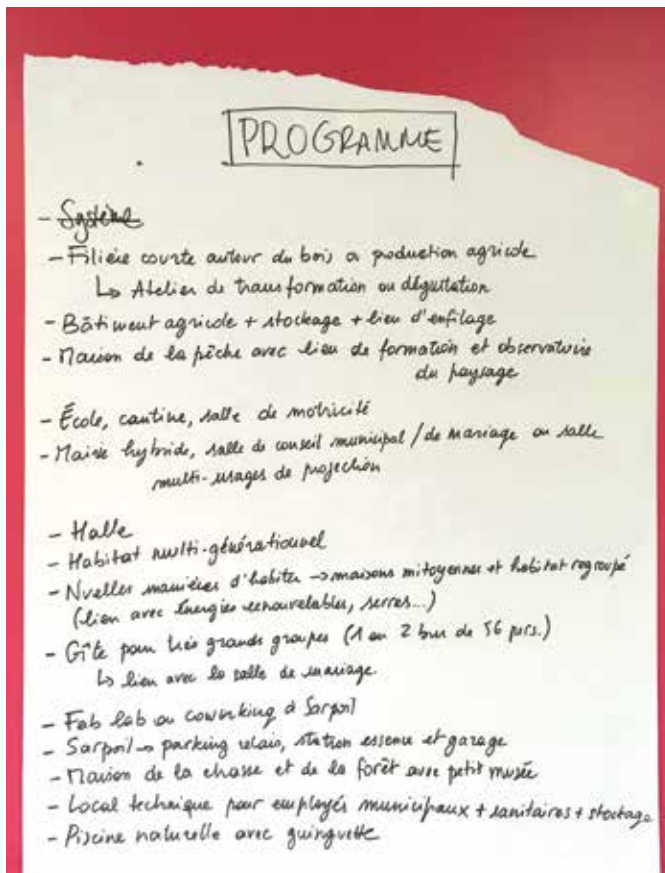 PROGRAMME
- Système
- Filière courte autour du bois ou production agricole
↳ Atelier de transformation ou dégustation
- Bâtiment agricole + stockage + lieu d'enfilage
- Maison de la pêche avec lieu de formation et observatoire
du paysage
- École, cantine, salle de motricité
- Mairie hybride, salle de conseil municipal / de mariage ou salle
multi-usages de projection
- Halle
- Habitat multi-générationnel
- Nvelles manières d'habiter → maisons mitoyennes et habitat regroupé
(lien avec énergies renouvelables, serres...)
- Gîte pour très grands groupes (1 ou 2 bus de 56 pers.)
↳ lien avec la salle de mariage
- Fab lab ou coworking à Sarpoil
- Sarpoil → parking relais, station essence et garage
- Maison de la chasse et de la forêt avec petit musée
- Local technique pour employés municipaux + sanitaires + stockage
- Piscine naturelle avec guinguette